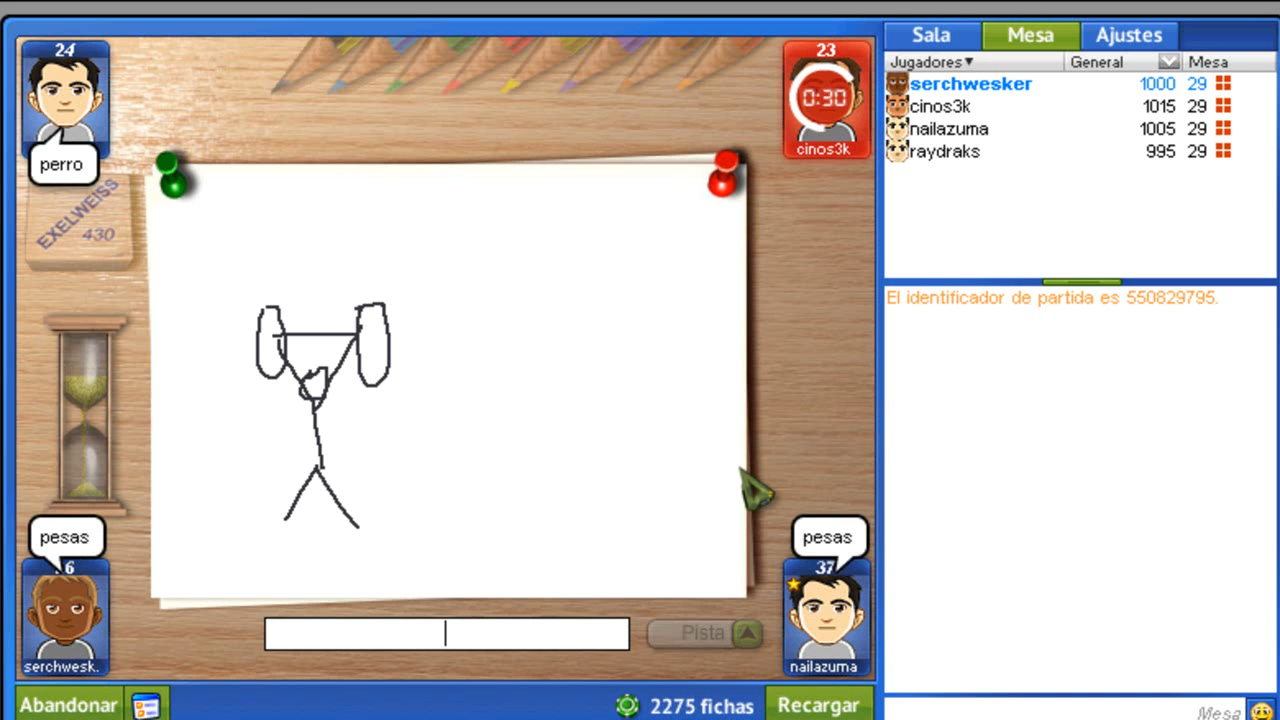 Sala Mesa Ajustes
Jugadores General Mesa
serchwesker 1000 29
cinos3k 1015 29
nailazuma 1005 29
raydraks 995 29
El identificador de partida es 550829795.
24
perro
23
0:30
cinos3k
EXELWEISS
430
pesas
6
serchwesk.
pesas
37
nailazuma
Pista
Abandonar
2275 fichas
Recargar
Mesa